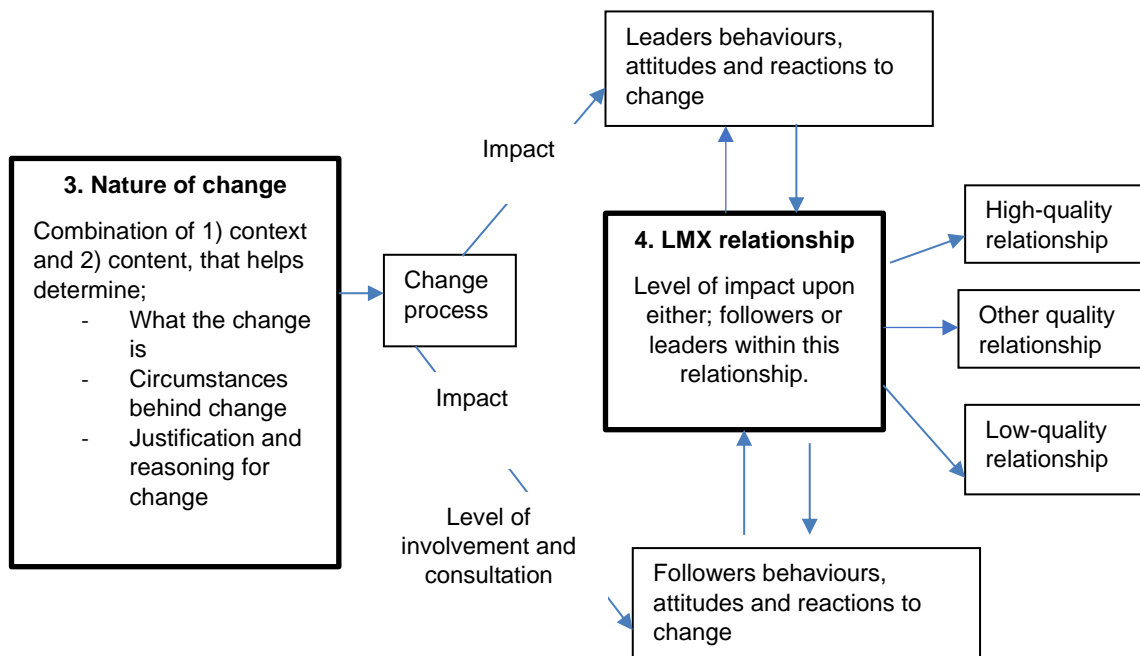 Leaders behaviours,
attitudes and reactions to
change
Impact
3. Nature of change
Combination of 1) context
and 2) content, that helps
determine;
- What the change
is
- Circumstances
behind change
- Justification and
reasoning for
change
Change
process
4. LMX relationship
Level of impact upon
either; followers or
leaders within this
relationship.
High-quality
relationship
Other quality
relationship
Low-quality
relationship
Impact
Level of
involvement and
consultation
Followers behaviours,
attitudes and reactions to
change